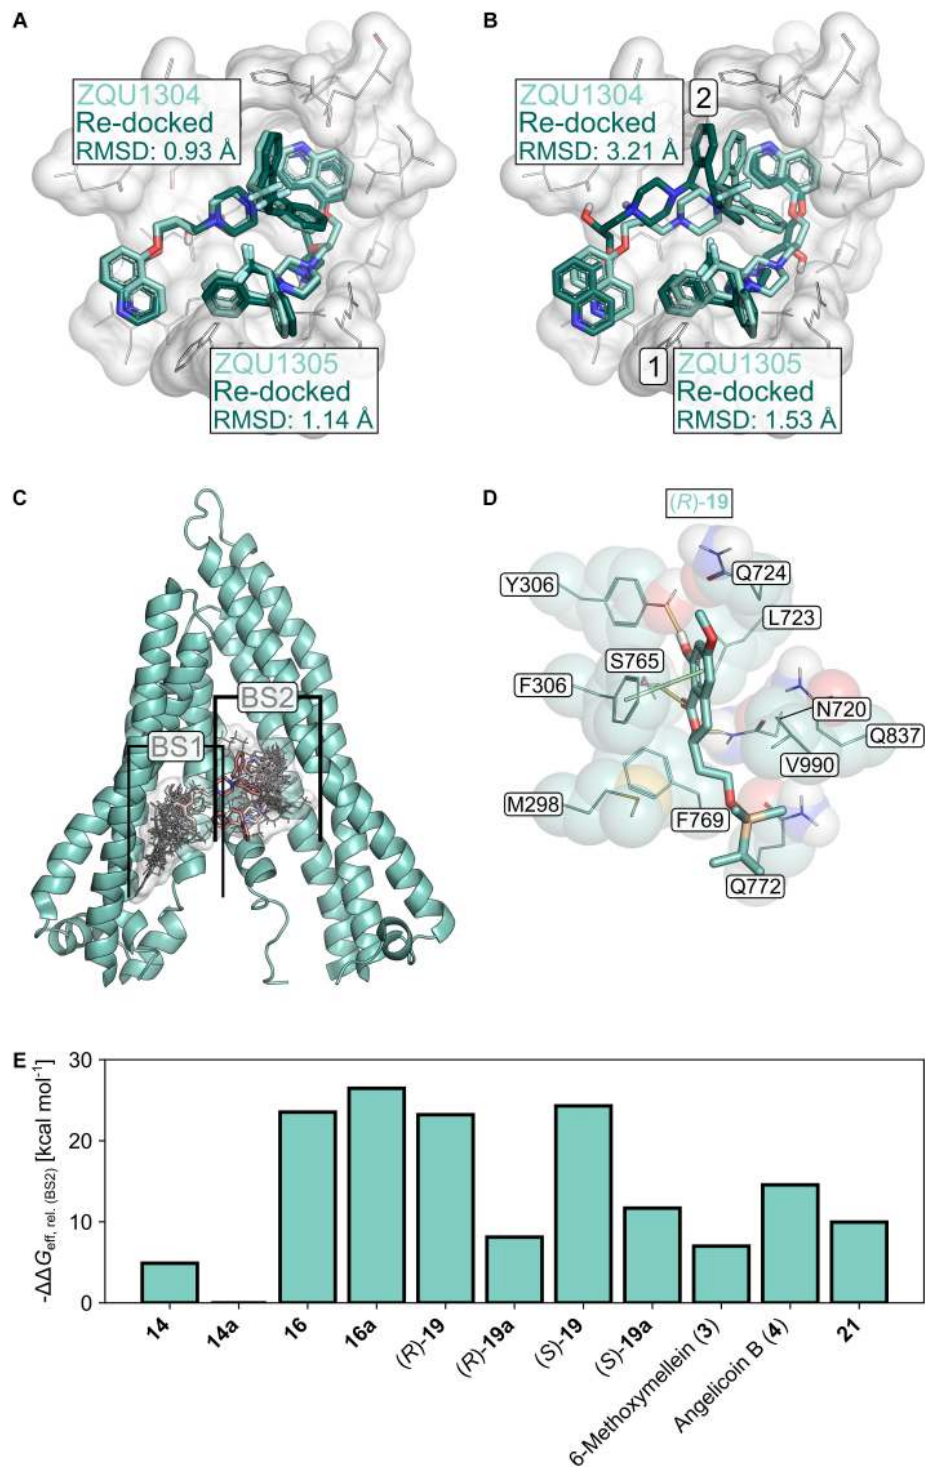 A
ZQU1304
Re-docked
RMSD: 0.93 Å
ZQU1305
Re-docked
RMSD: 1.14 Å
B
ZQU1304
Re-docked
RMSD: 3.21 Å
2
1
ZQU1305
Re-docked
RMSD: 1.53 Å
C
BS1
BS2
D
(R)-19
Y306
Q724
L723
S765
F306
N720
Q837
V990
M298
F769
Q772
E
-ΔΔG eff, rel. (BS2) [kcal mol⁻¹]
30
20
10
0
14
14a
16
16a
(R)-19
(R)-19a
(S)-19
(S)-19a
6-Methoxymellein (3)
Angelicoin B (4)
21